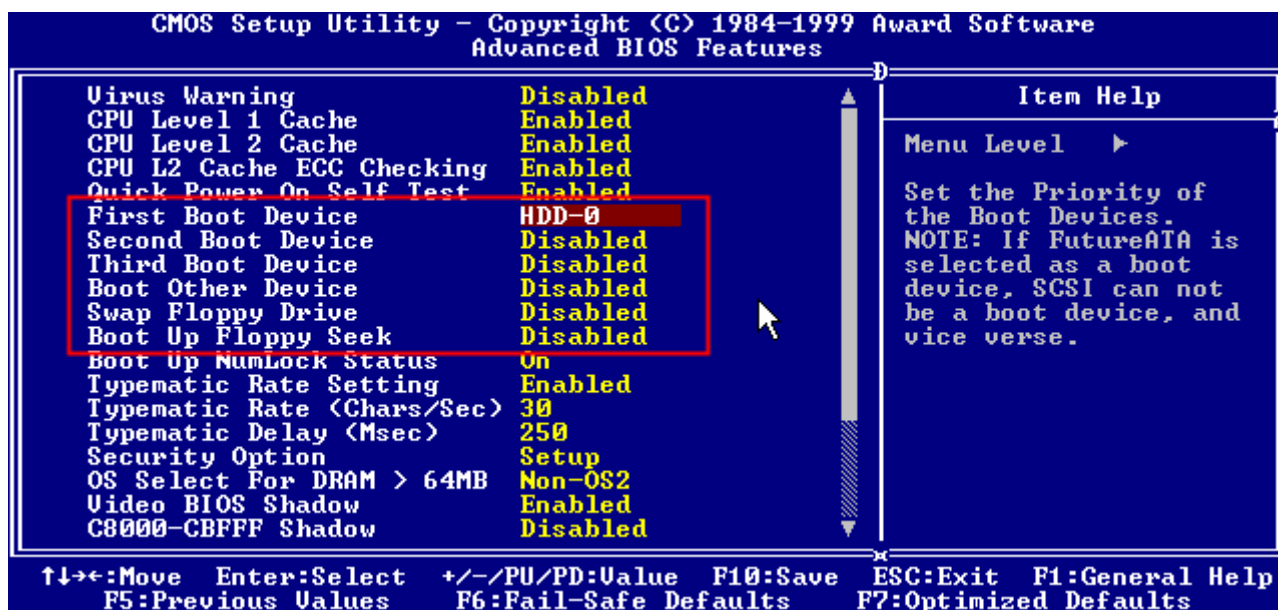 CMOS Setup Utility – Copyright (C) 1984–1999 Award Software
Advanced BIOS Features
Virus Warning Disabled
CPU Level 1 Cache Enabled
CPU Level 2 Cache Enabled
CPU L2 Cache ECC Checking Enabled
Quick Power On Self Test Enabled
First Boot Device HDD-0
Second Boot Device Disabled
Third Boot Device Disabled
Boot Other Device Disabled
Swap Floppy Drive Disabled
Boot Up Floppy Seek Disabled
Boot Up NumLock Status On
Typematic Rate Setting Enabled
Typematic Rate (Chars/Sec) 30
Typematic Delay (Msec) 250
Security Option Setup
OS Select For DRAM > 64MB Non-OS2
Video BIOS Shadow Enabled
C8000-CBFFF Shadow Disabled
Item Help
Menu Level ►
Set the Priority of
the Boot Devices.
NOTE: If FutureATA is
selected as a boot
device, SCSI can not
be a boot device, and
vice verse.
↑↓→←:Move Enter:Select +/-/PU/PD:Value F10:Save ESC:Exit F1:General Help
F5:Previous Values F6:Fail-Safe Defaults F7:Optimized Defaults